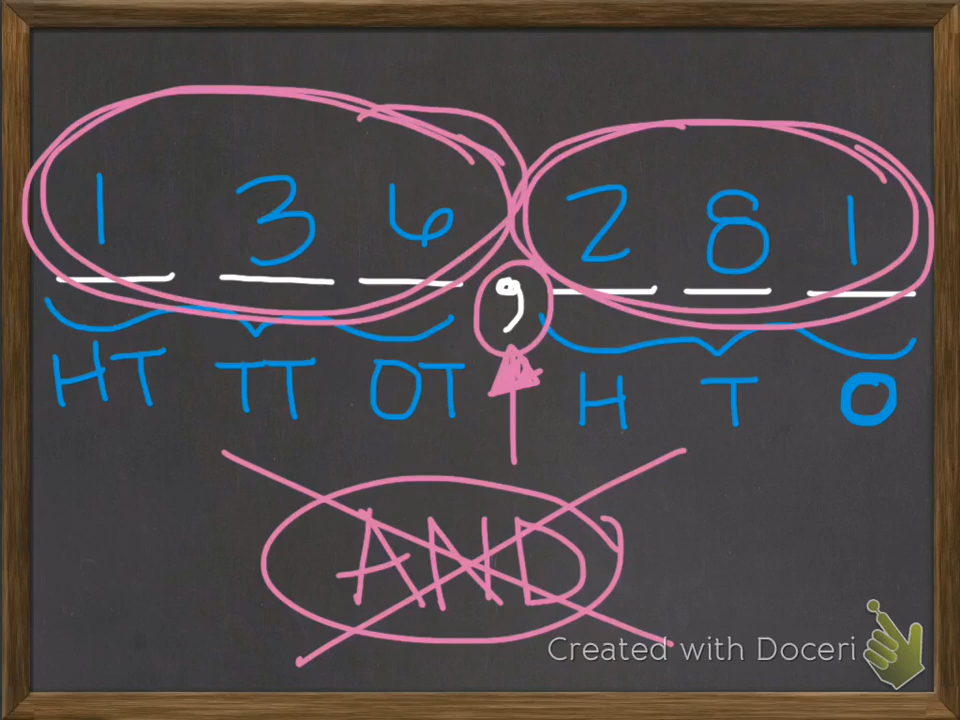 1 3 6 , 2 8 1
HT TT OT H T O
AND
Created with Doceri